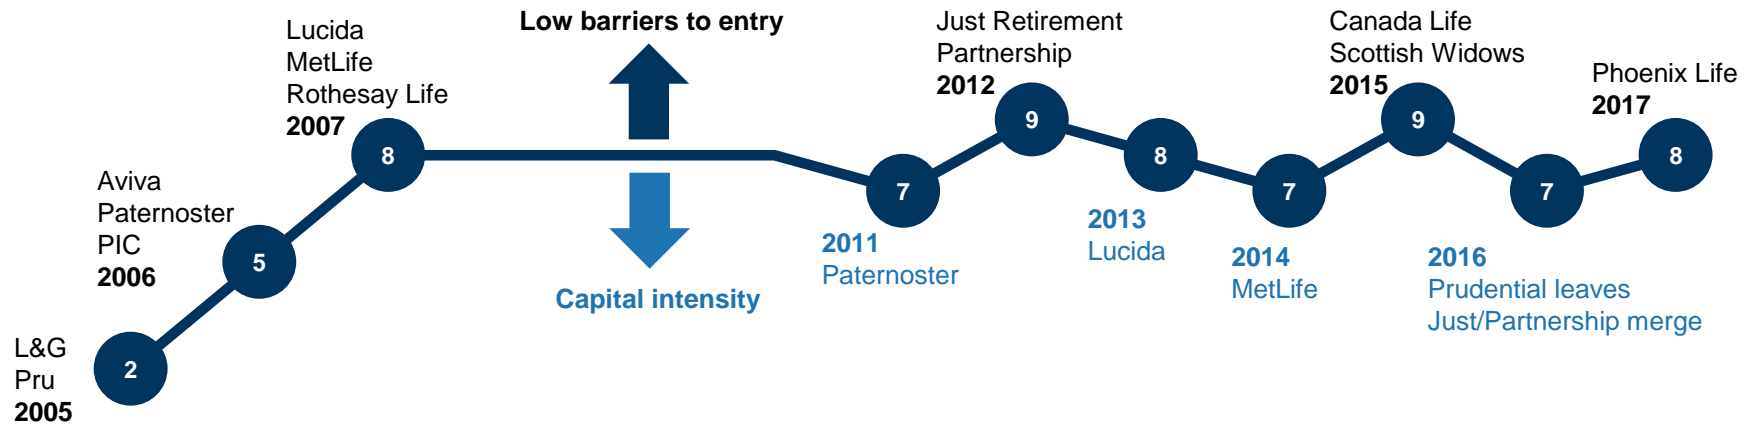 L&G
Pru
2005
2
Aviva
Paternoster
PIC
2006
5
Lucida
MetLife
Rothesay Life
2007
8
Low barriers to entry
Capital intensity
7
2011
Paternoster
Just Retirement
Partnership
2012
9
8
2013
Lucida
7
2014
MetLife
Canada Life
Scottish Widows
2015
9
7
2016
Prudential leaves
Just/Partnership merge
Phoenix Life
2017
8